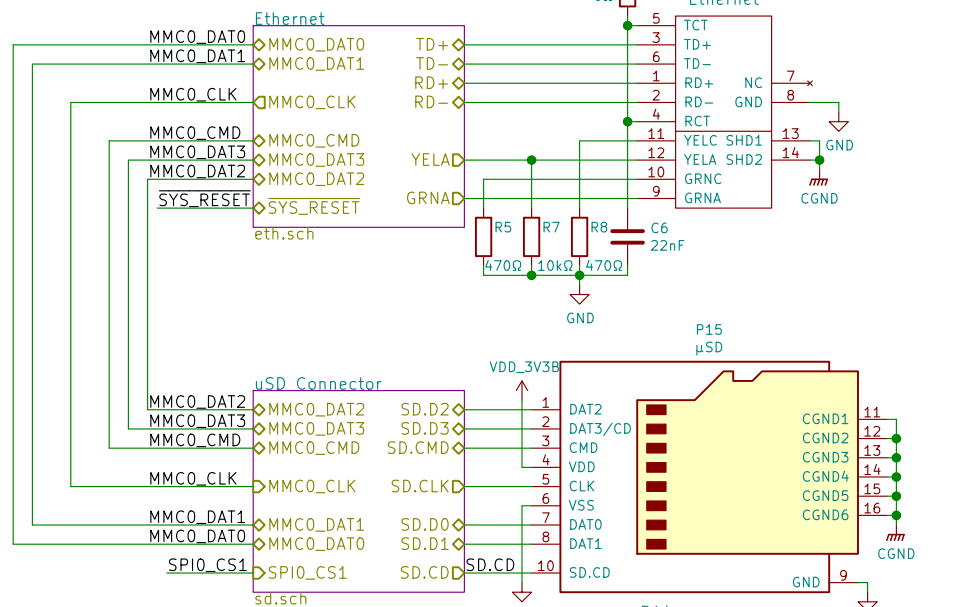 Ethernet
MMC0_DAT0
MMC0_DAT1
MMC0_CLK
MMC0_CMD
MMC0_DAT3
MMC0_DAT2
SYS_RESET
MMC0_DAT0
MMC0_DAT1
MMC0_CLK
MMC0_CMD
MMC0_DAT3
MMC0_DAT2
SYS_RESET
TD+
TD-
RD+
RD-
YELA
GRNA
eth.sch
Ethernet
5 TCT
3 TD+
6 TD-
1 RD+
2 RD-
4 RCT
11 YELC
12 YELA
10 GRNC
9 GRNA
NC 7
GND 8
SHD1 13
SHD2 14
GND
CGND
R5
470Ω
R7
10kΩ
R8
470Ω
C6
22nF
GND
uSD Connector
MMC0_DAT2
MMC0_DAT3
MMC0_CMD
MMC0_CLK
MMC0_DAT1
MMC0_DAT0
SPI0_CS1
MMC0_DAT2
MMC0_DAT3
MMC0_CMD
MMC0_CLK
MMC0_DAT1
MMC0_DAT0
SPI0_CS1
SD.D2
SD.D3
SD.CMD
SD.CLK
SD.D0
SD.D1
SD.CD
sd.sch
SD.CD
VDD_3V3B
P15
µSD
1 DAT2
2 DAT3/CD
3 CMD
4 VDD
5 CLK
6 VSS
7 DAT0
8 DAT1
10 SD.CD
CGND1 11
CGND2 12
CGND3 13
CGND4 14
CGND5 15
CGND6 16
CGND
GND 9